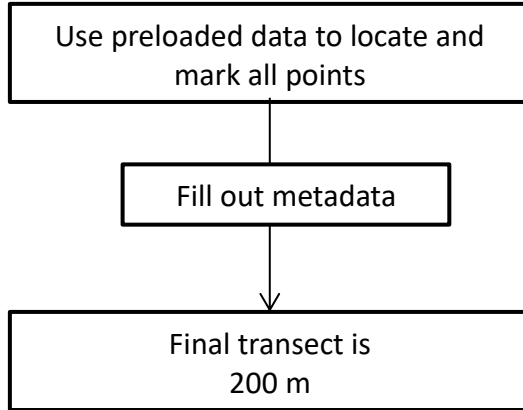 Use preloaded data to locate and
mark all points
Fill out metadata
Final transect is
200 m